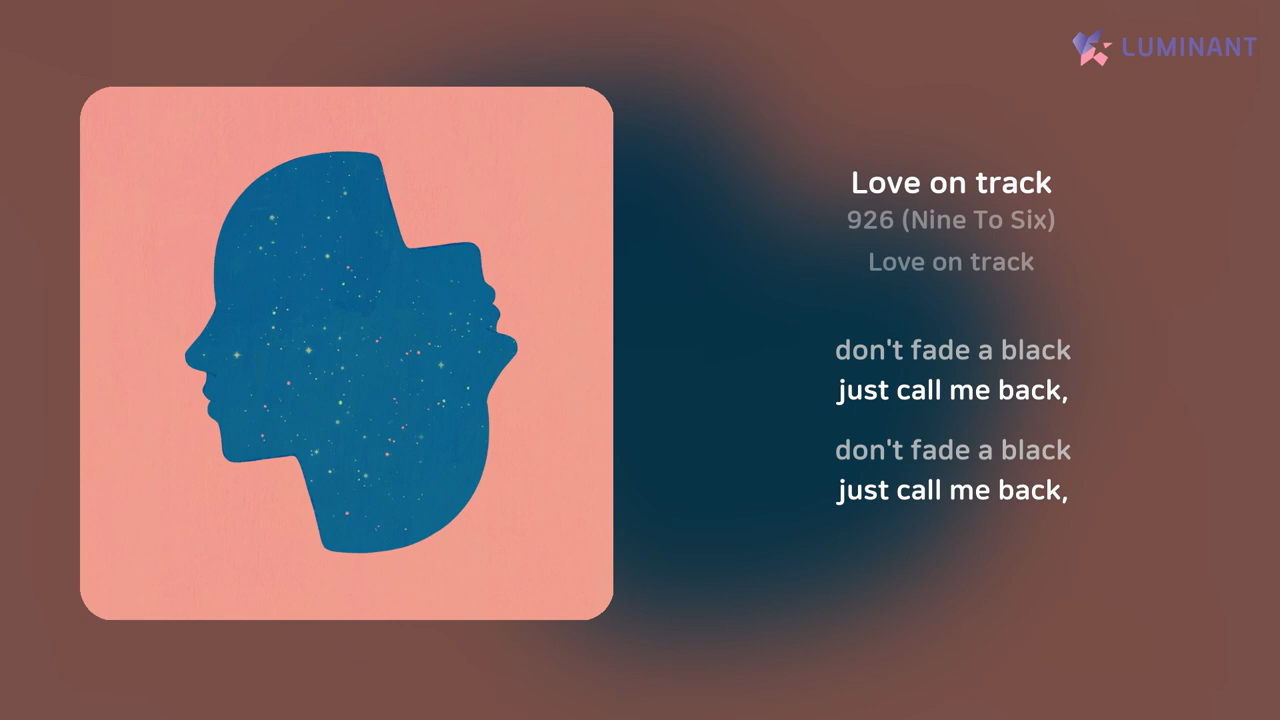 LUMINANT
Love on track
926 (Nine To Six)
Love on track
don't fade a black
just call me back,
don't fade a black
just call me back,